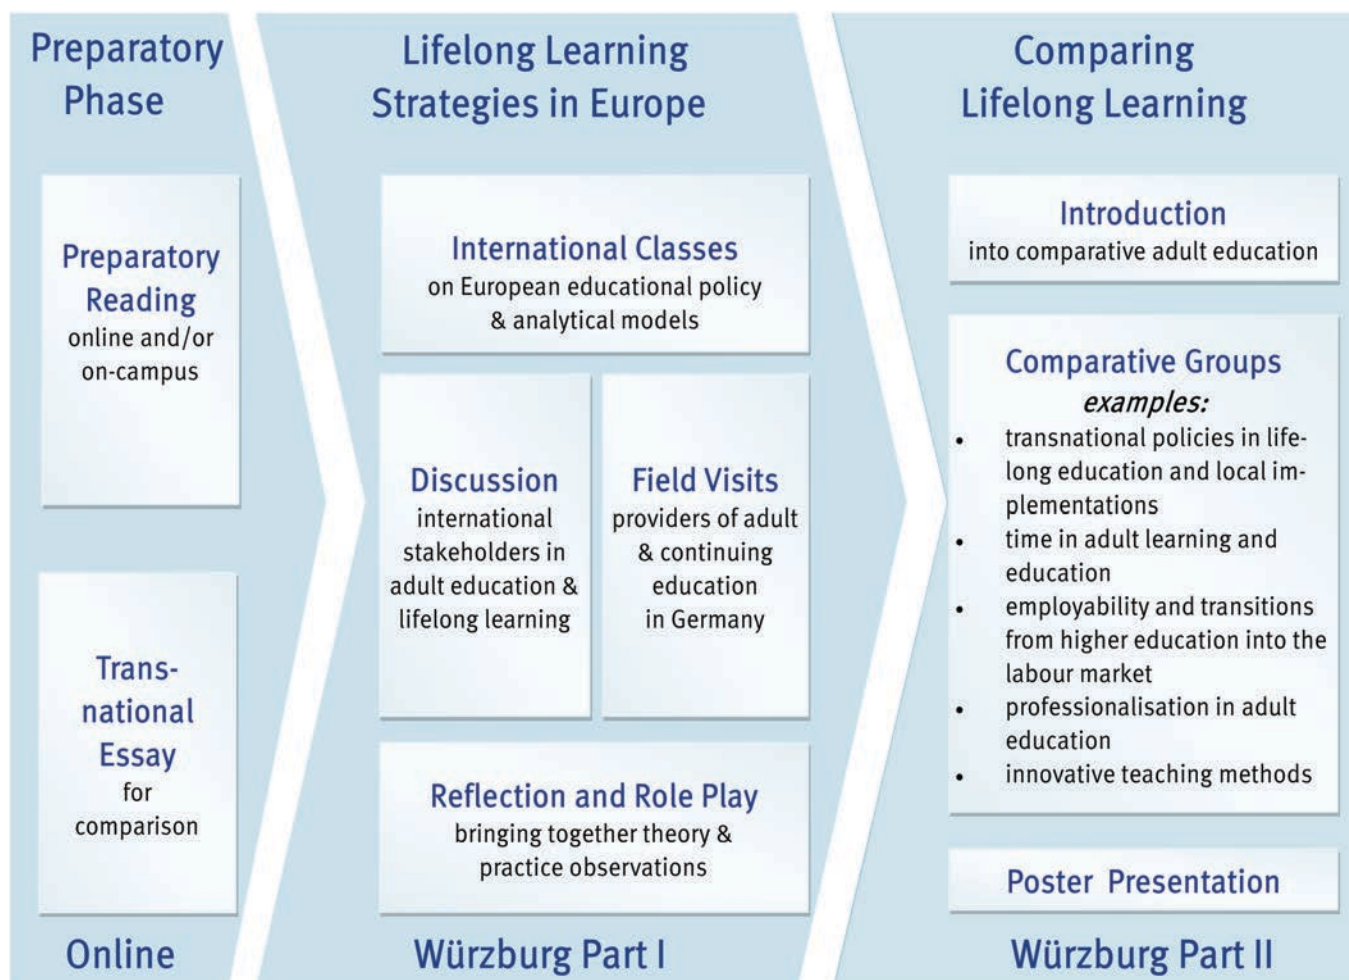 Preparatory
Phase
Preparatory
Reading
online and/or
on-campus
Trans-
national
Essay
for
comparison
Online
Lifelong Learning
Strategies in Europe
International Classes
on European educational policy
& analytical models
Discussion
international
stakeholders in
adult education &
lifelong learning
Field Visits
providers of adult
& continuing
education
in Germany
Reflection and Role Play
bringing together theory &
practice observations
Würzburg Part I
Comparing
Lifelong Learning
Introduction
into comparative adult education
Comparative Groups
examples:
• transnational policies in life-
long education and local im-
plementations
• time in adult learning and
education
• employability and transitions
from higher education into the
labour market
• professionalisation in adult
education
• innovative teaching methods
Poster Presentation
Würzburg Part II